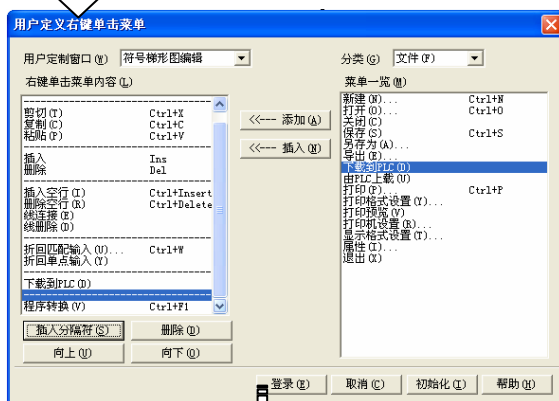 用户定义右键单击菜单
用户定制窗口(W) 符号梯形图编辑
分类(G) 文件(F)
右键单击菜单内容(L)
菜单一览(M)
剪切(T) Ctrl+X
复制(C) Ctrl+C
粘贴(P) Ctrl+V
插入 Ins
删除 Del
插入空行(I) Ctrl+Insert
删除空行(R) Ctrl+Delete
线连接(E)
线删除(D)
折回匹配输入(U)... Ctrl+W
折回单点输入(Y)
下载到PLC(D)
程序转换(V) Ctrl+F1
<<--- 添加(A)
<<--- 插入(N)
新建(N)... Ctrl+N
打开(O)... Ctrl+O
关闭(C)
保存(S) Ctrl+S
另存为(A)...
导出(E)...
下载到PLC(D)
由PLC上载(U)
打印(P)... Ctrl+P
打印格式设置(Y)...
打印预览(V)
打印机设置(R)...
显示格式设置(T)...
属性(I)...
退出(X)
插入分隔符(S) 删除(D)
向上(U) 向下(O)
登录(E) 取消(C) 初始化(I) 帮助(H)